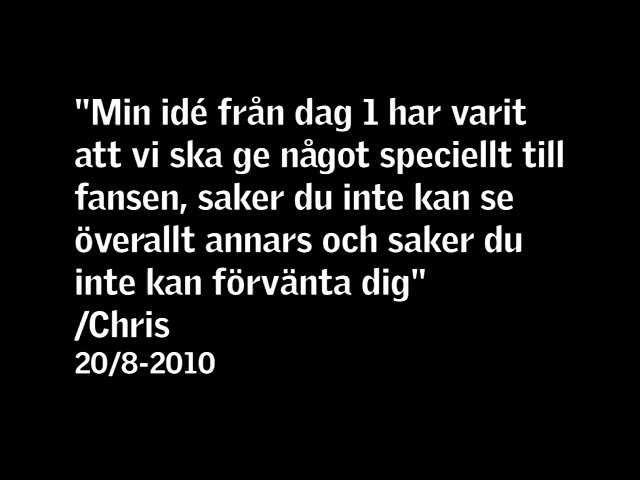 "Min idé från dag 1 har varit
att vi ska ge något speciellt till
fansen, saker du inte kan se
överallt annars och saker du
inte kan förvänta dig"
/Chris
20/8-2010